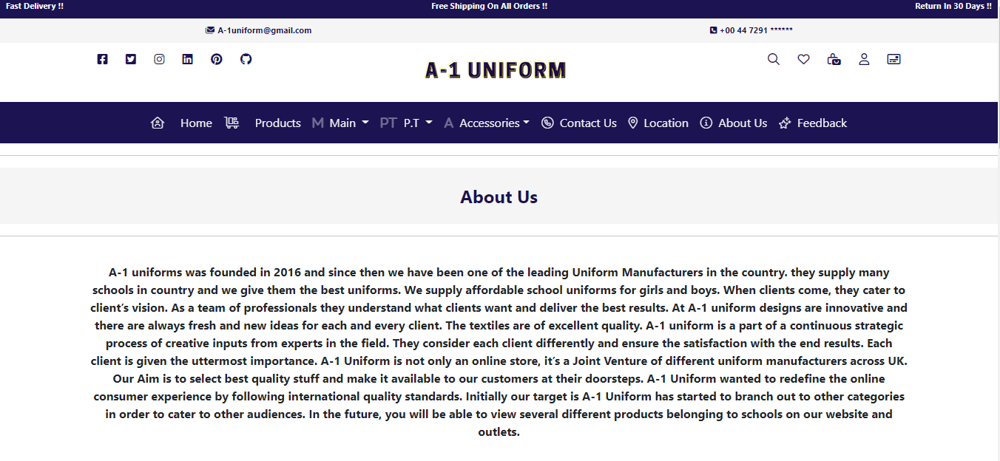 Fast Delivery !! Free Shipping On All Orders !! Return In 30 Days !!
A-1uniform@gmail.com +00 44 7291 ******
A-1 UNIFORM
Home Products M Main PT P.T A Accessories Contact Us Location About Us Feedback
About Us
A-1 uniforms was founded in 2016 and since then we have been one of the leading Uniform Manufacturers in the country. they supply many
schools in country and we give them the best uniforms. We supply affordable school uniforms for girls and boys. When clients come, they cater to
client’s vision. As a team of professionals they understand what clients want and deliver the best results. At A-1 uniform designs are innovative and
there are always fresh and new ideas for each and every client. The textiles are of excellent quality. A-1 uniform is a part of a continuous strategic
process of creative inputs from experts in the field. They consider each client differently and ensure the satisfaction with the end results. Each
client is given the uttermost importance. A-1 Uniform is not only an online store, it’s a Joint Venture of different uniform manufacturers across UK.
Our Aim is to select best quality stuff and make it available to our customers at their doorsteps. A-1 Uniform wanted to redefine the online
consumer experience by following international quality standards. Initially our target is A-1 Uniform has started to branch out to other categories
in order to cater to other audiences. In the future, you will be able to view several different products belonging to schools on our website and
outlets.